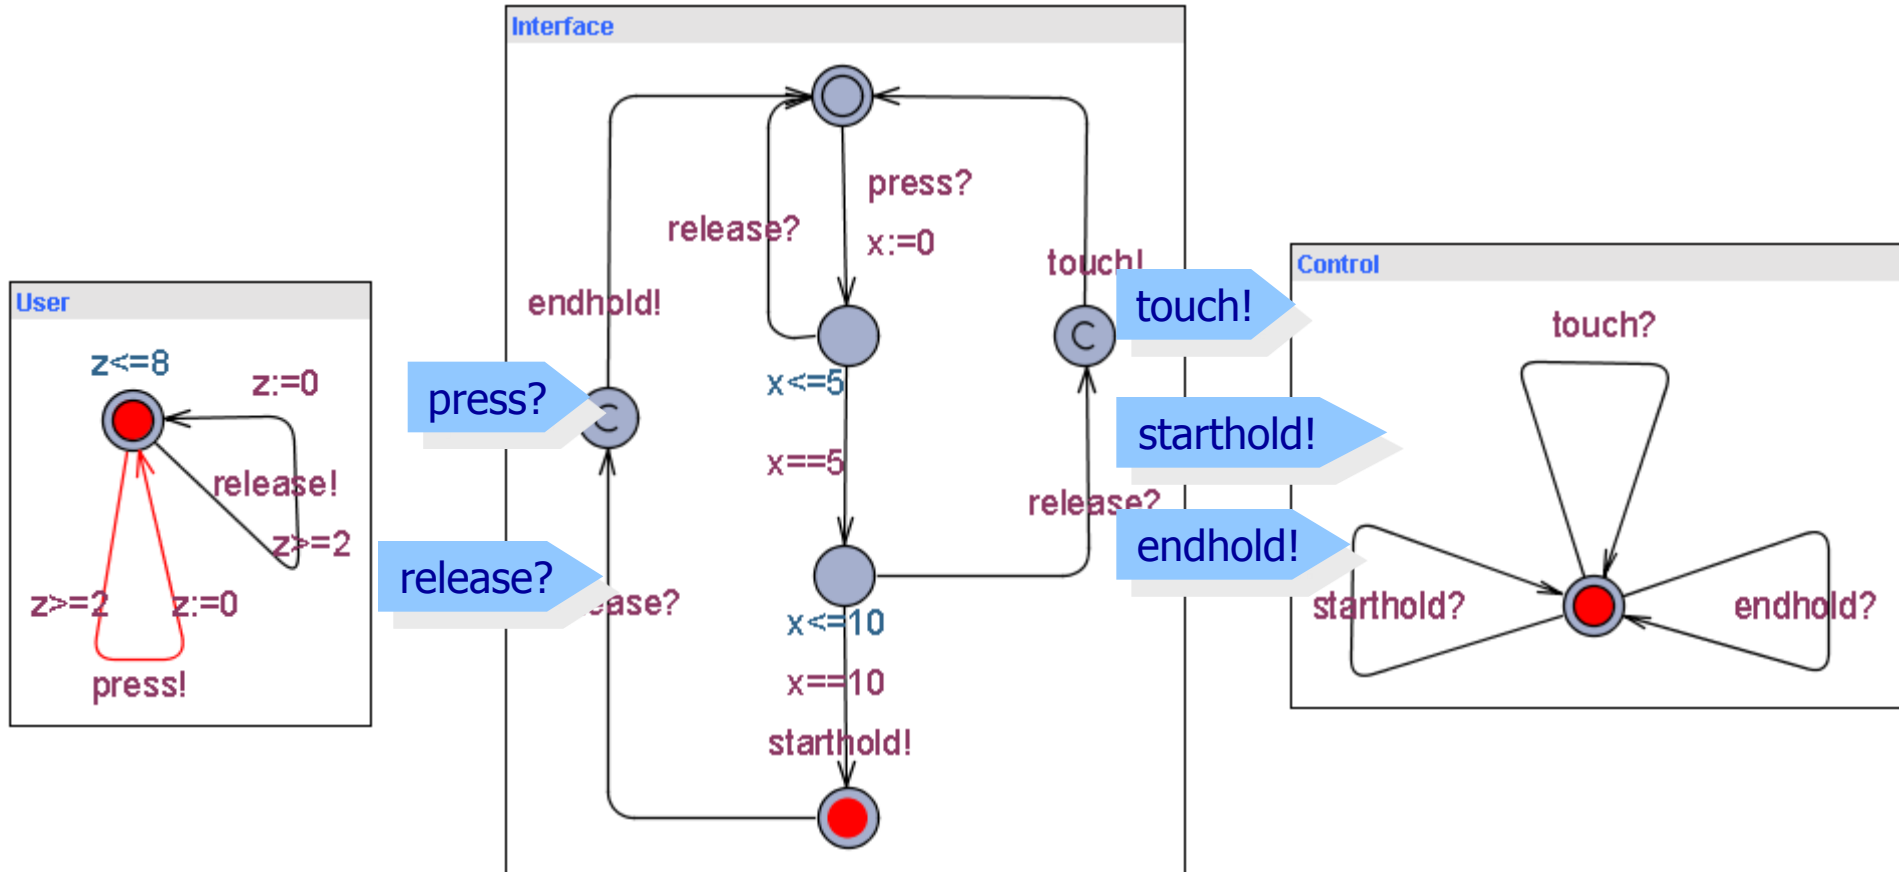 User
z<=8
z:=0
release!
z>=2
z>=2
z:=0
press!
press?
release?
Interface
press?
x:=0
release?
touch!
endhold!
x<=5
x==5
release?
ease?
x<=10
x==10
starthold!
C
C
touch!
starthold!
endhold!
Control
touch?
starthold?
endhold?